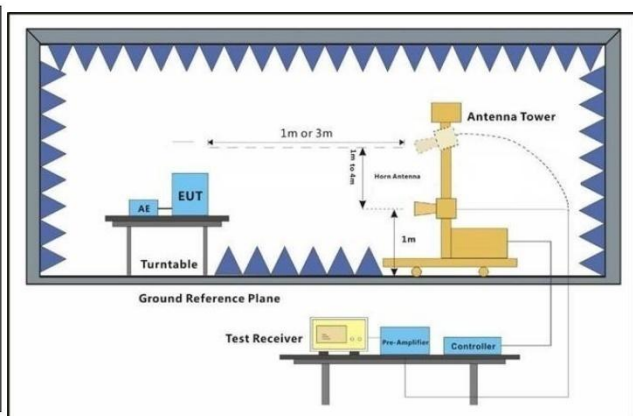 1m or 3m
Antenna Tower
1m to 4m
Horn Antenna
EUT
AE
1m
Turntable
Ground Reference Plane
Test Receiver
Pre-Amplifier
Controller